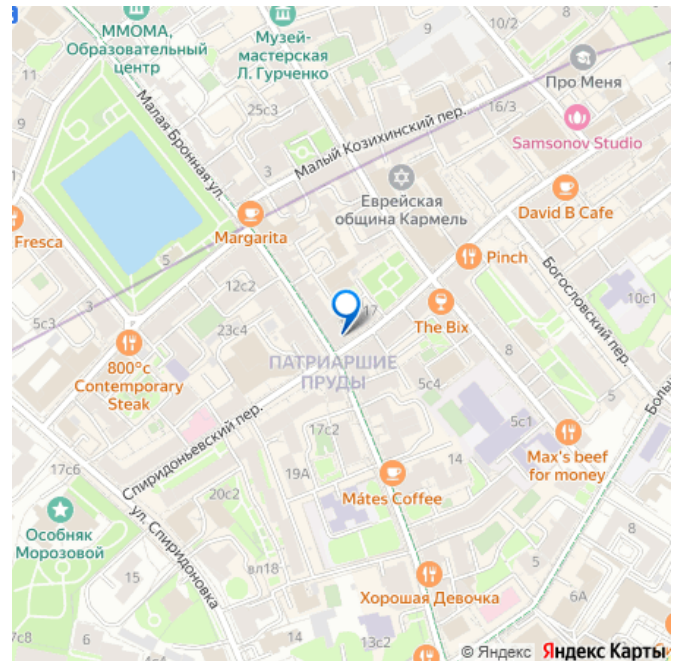 ММОМА,
Образовательный
центр
Музей-
мастерская
Л. Гурченко
9
Про Меня
11
25с3
16/3
Samsonov Studio
Малая Бронная ул.
Малый Козихинский пер.
9
3
Еврейская
община Кармель
David B Cafe
Fresca
Margarita
5
Pinch
Богословский пер.
3
12с2
17
10с1
5с3
23с4
The Bix
800°c
Contemporary
Steak
ПАТРИАРШИЕ
ПРУДЫ
8
5с4
Спиридоньевский пер.
17с2
5с1
Max's beef
for money
17с6
19А
14
Mátes Coffee
20с2
14
Особняк
Морозовой
ул. Спиридоновка
8
15
вл18
5
5
Хорошая Девочка
6А
7с8
6
13с2
© Яндекс Яндекс Карты